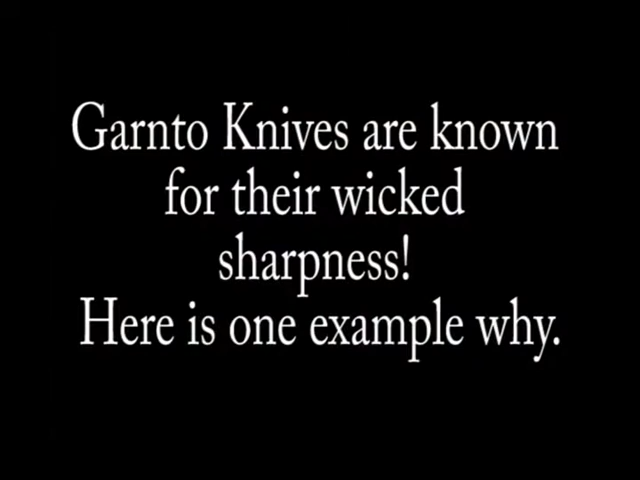 Garnto Knives are known
for their wicked
sharpness!
Here is one example why.